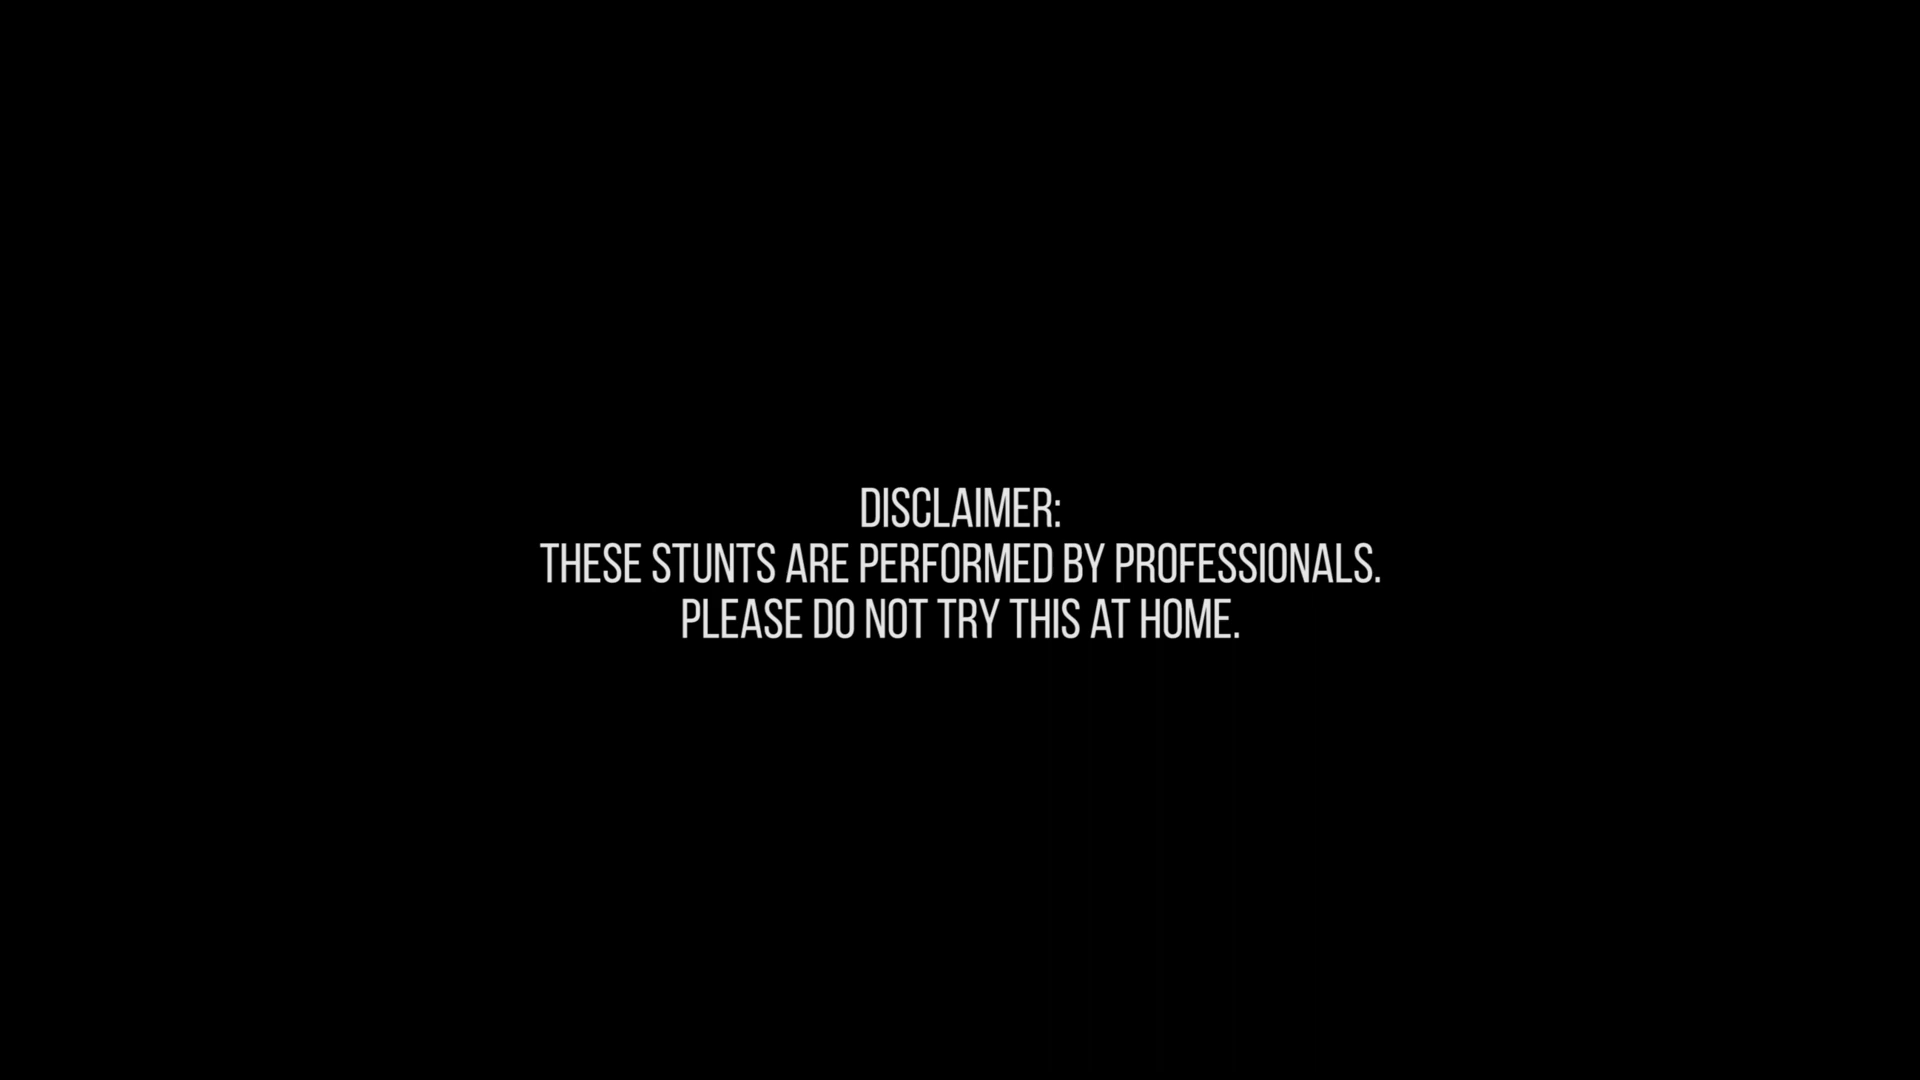 DISCLAIMER:
THESE STUNTS ARE PERFORMED BY PROFESSIONALS.
PLEASE DO NOT TRY THIS AT HOME.